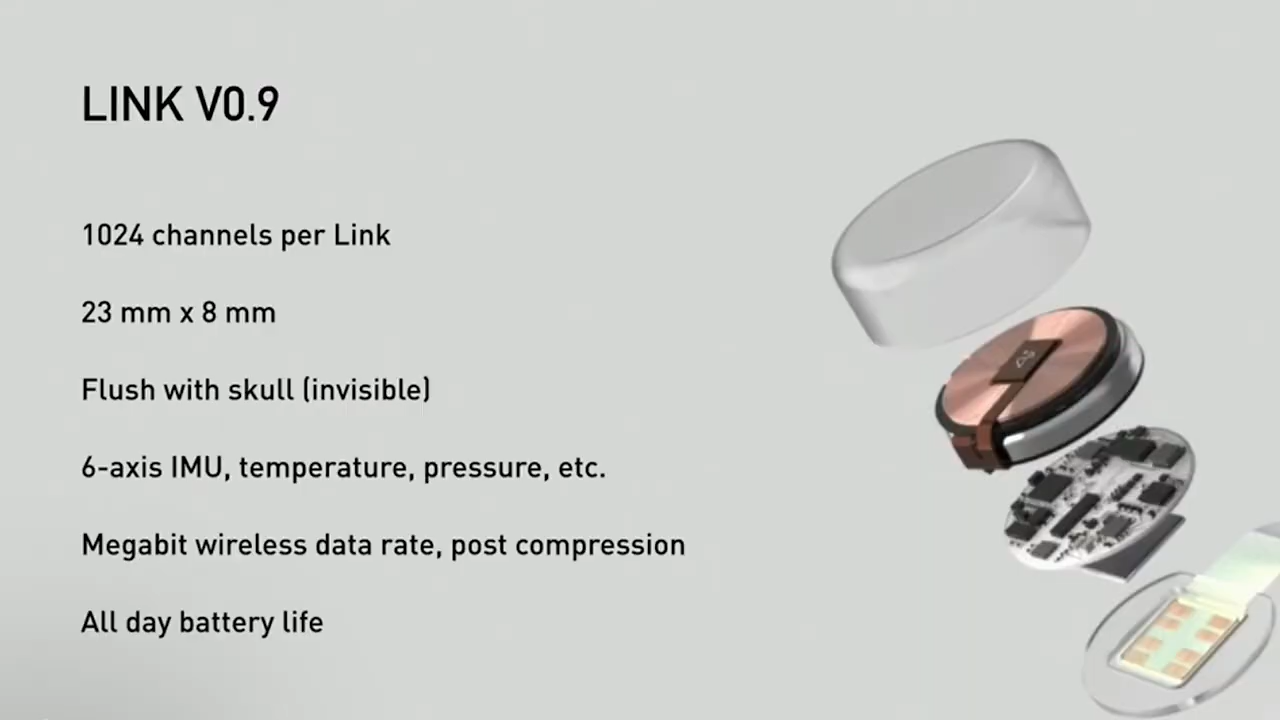 LINK V0.9
1024 channels per Link
23 mm x 8 mm
Flush with skull (invisible)
6-axis IMU, temperature, pressure, etc.
Megabit wireless data rate, post compression
All day battery life